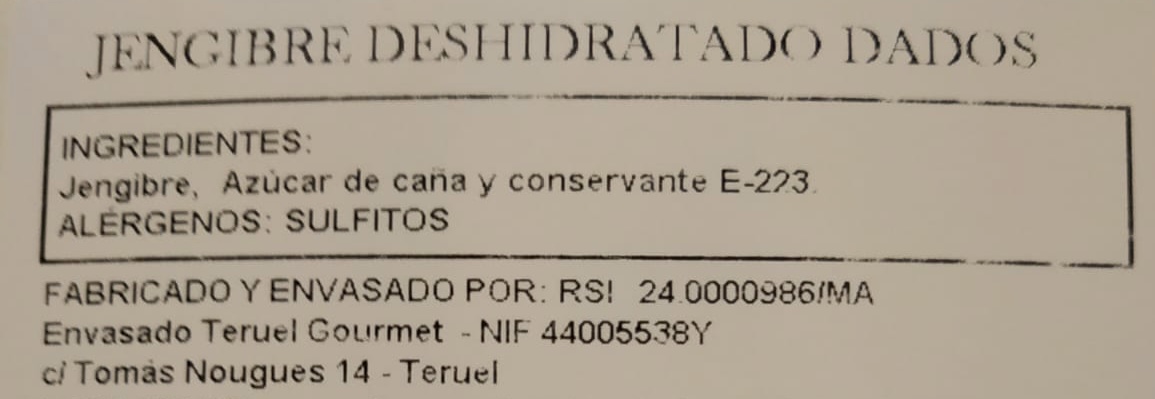 JENGIBRE DESHIDRATADO DADOS
INGREDIENTES:
Jengibre, Azúcar de caña y conservante E-223.
ALÉRGENOS: SULFITOS
FABRICADO Y ENVASADO POR: RSI 24.0000986/MA
Envasado Teruel Gourmet - NIF 44005538Y
c/ Tomás Nougues 14 - Teruel